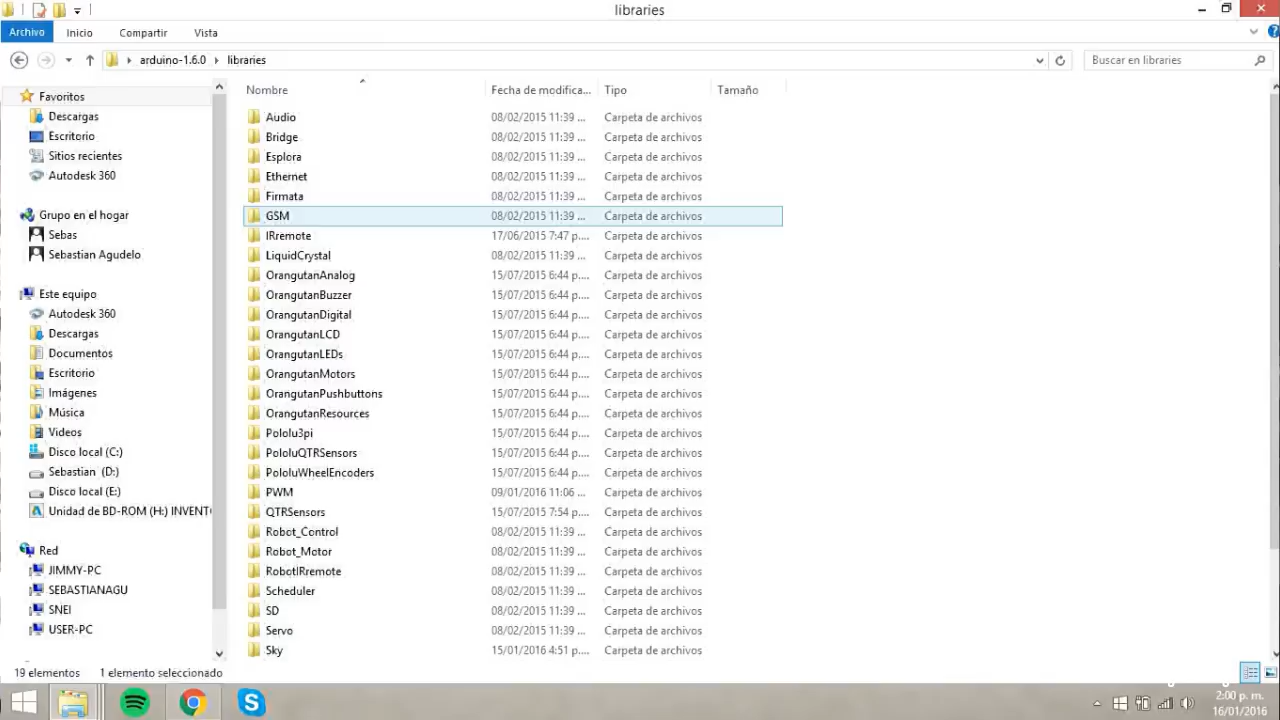 libraries
Archivo Inicio Compartir Vista
arduino-1.6.0 libraries Buscar en libraries
Nombre Fecha de modifica... Tipo Tamaño
Favoritos
Descargas
Escritorio
Sitios recientes
Autodesk 360
Grupo en el hogar
Sebas
Sebastian Agudelo
Este equipo
Autodesk 360
Descargas
Documentos
Escritorio
Imágenes
Música
Videos
Disco local (C:)
Sebastian (D:)
Disco local (E:)
Unidad de BD-ROM (H:) INVENT
Red
JIMMY-PC
SEBASTIANAGU
SNEI
USER-PC
Audio 08/02/2015 11:39 ... Carpeta de archivos
Bridge 08/02/2015 11:39 ... Carpeta de archivos
Esplora 08/02/2015 11:39 ... Carpeta de archivos
Ethernet 08/02/2015 11:39 ... Carpeta de archivos
Firmata 08/02/2015 11:39 ... Carpeta de archivos
GSM 08/02/2015 11:39 ... Carpeta de archivos
IRremote 17/06/2015 7:47 p.... Carpeta de archivos
LiquidCrystal 08/02/2015 11:39 ... Carpeta de archivos
OrangutanAnalog 15/07/2015 6:44 p.... Carpeta de archivos
OrangutanBuzzer 15/07/2015 6:44 p.... Carpeta de archivos
OrangutanDigital 15/07/2015 6:44 p.... Carpeta de archivos
OrangutanLCD 15/07/2015 6:44 p.... Carpeta de archivos
OrangutanLEDs 15/07/2015 6:44 p.... Carpeta de archivos
OrangutanMotors 15/07/2015 6:44 p.... Carpeta de archivos
OrangutanPushbuttons 15/07/2015 6:44 p.... Carpeta de archivos
OrangutanResources 15/07/2015 6:44 p.... Carpeta de archivos
Pololu3pi 15/07/2015 6:44 p.... Carpeta de archivos
PololuQTRSensors 15/07/2015 6:44 p.... Carpeta de archivos
PololuWheelEncoders 15/07/2015 6:44 p.... Carpeta de archivos
PWM 09/01/2016 11:06 ... Carpeta de archivos
QTRSensors 15/07/2015 7:54 p.... Carpeta de archivos
Robot_Control 08/02/2015 11:39 ... Carpeta de archivos
Robot_Motor 08/02/2015 11:39 ... Carpeta de archivos
RobotIRremote 08/02/2015 11:39 ... Carpeta de archivos
Scheduler 08/02/2015 11:39 ... Carpeta de archivos
SD 08/02/2015 11:39 ... Carpeta de archivos
Servo 08/02/2015 11:39 ... Carpeta de archivos
Sky 15/01/2016 4:51 p.... Carpeta de archivos
19 elementos 1 elemento seleccionado
2:00 p.m.
16/01/2016